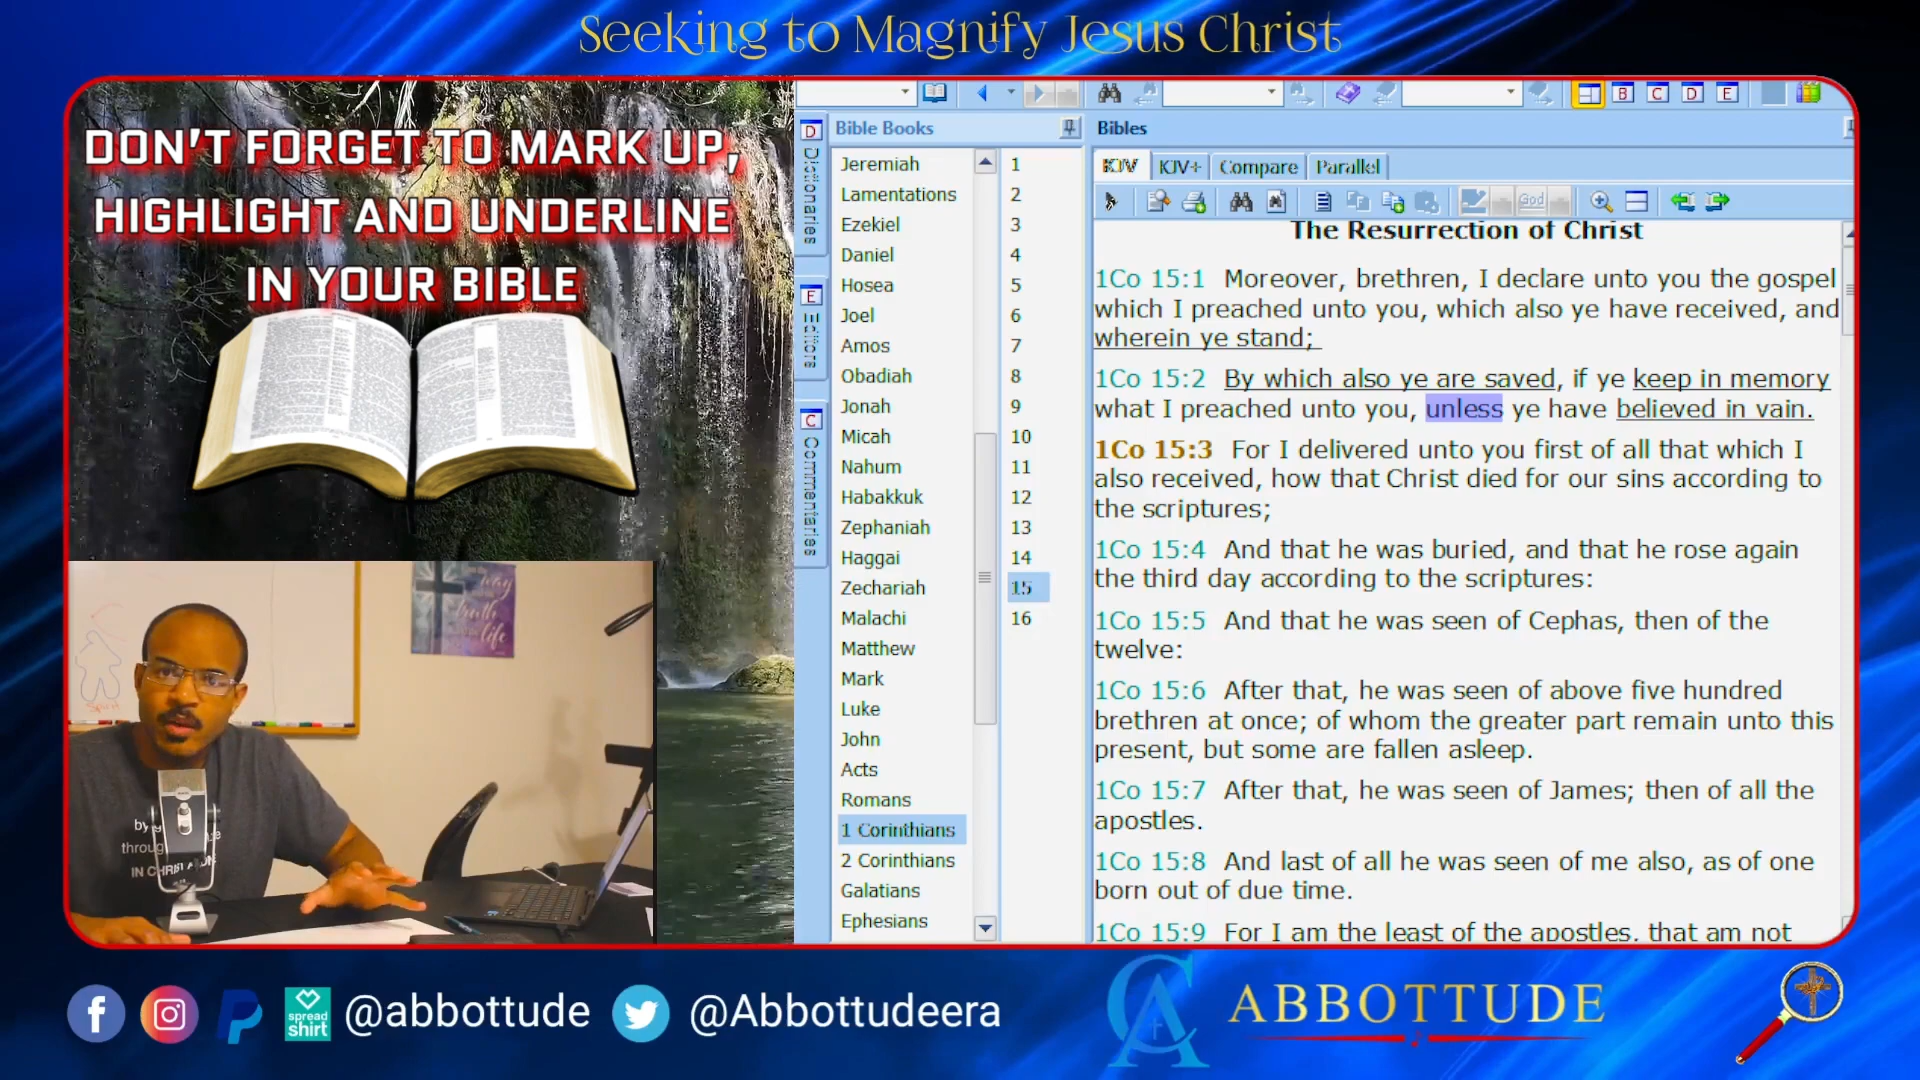 Seeking to Magnify Jesus Christ
DON'T FORGET TO MARK UP,
HIGHLIGHT AND UNDERLINE
IN YOUR BIBLE
way
truth
life
IN CHRIST ALON
D Dictionaries
E Editors
C Commentaries
Bible Books
Jeremiah
Lamentations
Ezekiel
Daniel
Hosea
Joel
Amos
Obadiah
Jonah
Micah
Nahum
Habakkuk
Zephaniah
Haggai
Zechariah
Malachi
Matthew
Mark
Luke
John
Acts
Romans
1 Corinthians
2 Corinthians
Galatians
Ephesians
1
2
3
4
5
6
7
8
9
10
11
12
13
14
15
16
B C D E
Bibles
KJV KJV+ Compare Parallel
God
The Resurrection of Christ
1Co 15:1 Moreover, brethren, I declare unto you the gospel
which I preached unto you, which also ye have received, and
wherein ye stand;
1Co 15:2 By which also ye are saved, if ye keep in memory
what I preached unto you, unless ye have believed in vain.
1Co 15:3 For I delivered unto you first of all that which I
also received, how that Christ died for our sins according to
the scriptures;
1Co 15:4 And that he was buried, and that he rose again
the third day according to the scriptures:
1Co 15:5 And that he was seen of Cephas, then of the
twelve:
1Co 15:6 After that, he was seen of above five hundred
brethren at once; of whom the greater part remain unto this
present, but some are fallen asleep.
1Co 15:7 After that, he was seen of James; then of all the
apostles.
1Co 15:8 And last of all he was seen of me also, as of one
born out of due time.
1Co 15:9 For I am the least of the apostles, that am not
spread
shirt
@abbottude
@Abbottudeera
ABBOTTUDE